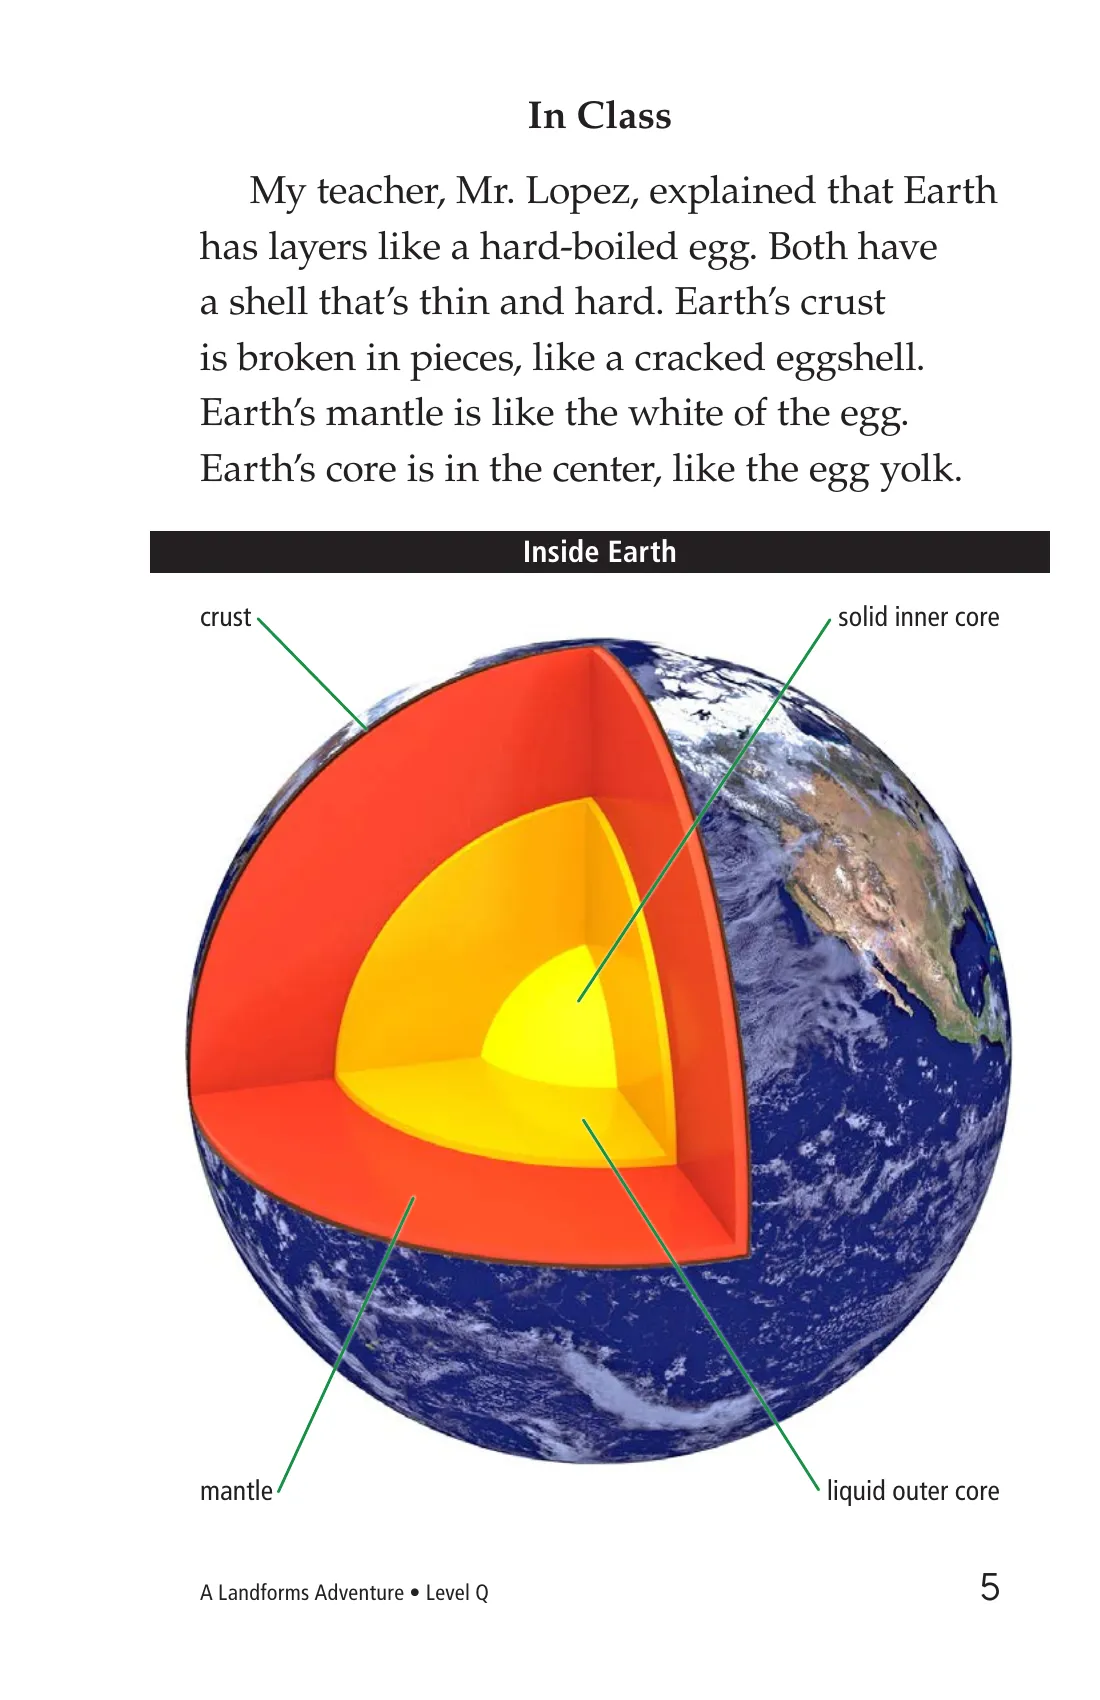 In Class
My teacher, Mr. Lopez, explained that Earth
has layers like a hard-boiled egg. Both have
a shell that’s thin and hard. Earth’s crust
is broken in pieces, like a cracked eggshell.
Earth’s mantle is like the white of the egg.
Earth’s core is in the center, like the egg yolk.
Inside Earth
crust
solid inner core
mantle
liquid outer core
A Landforms Adventure • Level Q
5